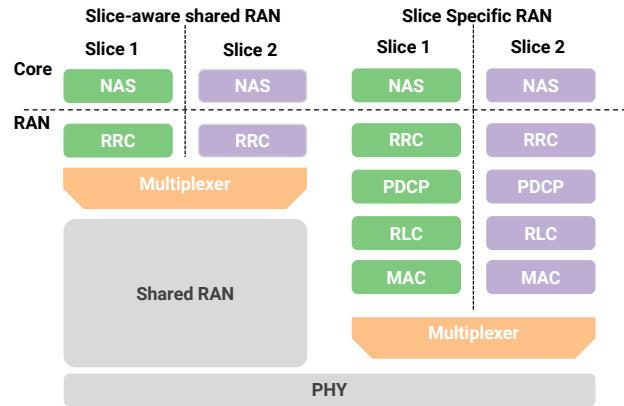 Slice-aware shared RAN
Slice Specific RAN
Slice 1
Slice 2
Slice 1
Slice 2
Core
NAS
NAS
NAS
NAS
RAN
RRC
RRC
RRC
RRC
Multiplexer
PDCP
PDCP
RLC
RLC
Shared RAN
MAC
MAC
Multiplexer
PHY